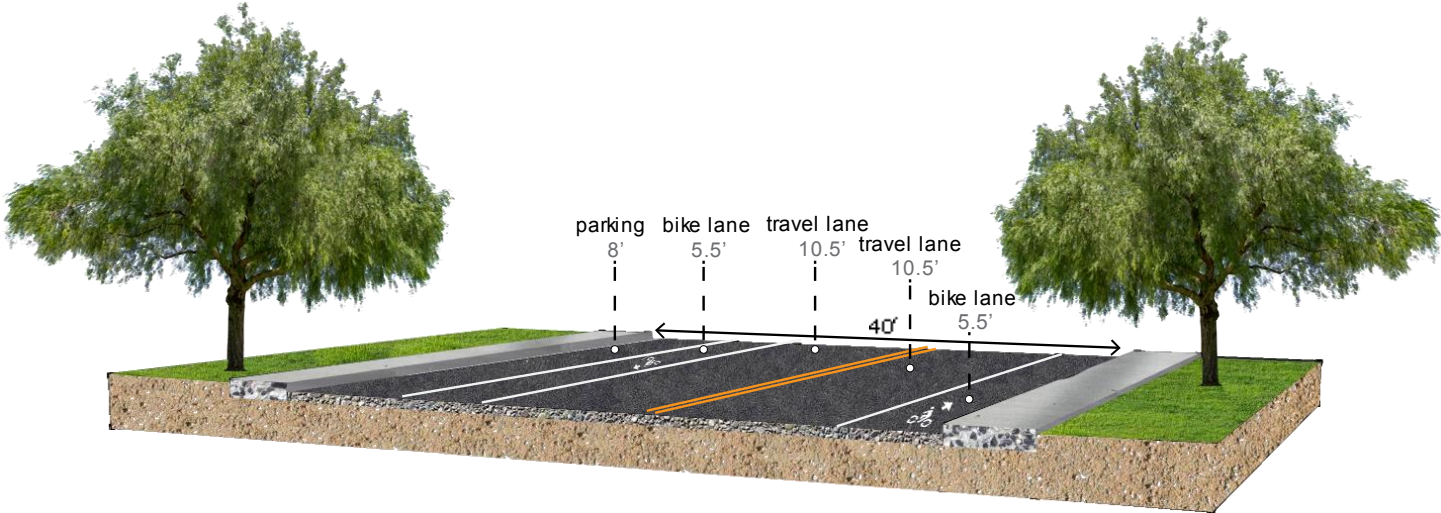 parking
8’
bike lane
5.5’
travel lane
10.5’
travel lane
10.5’
bike lane
5.5’
40’